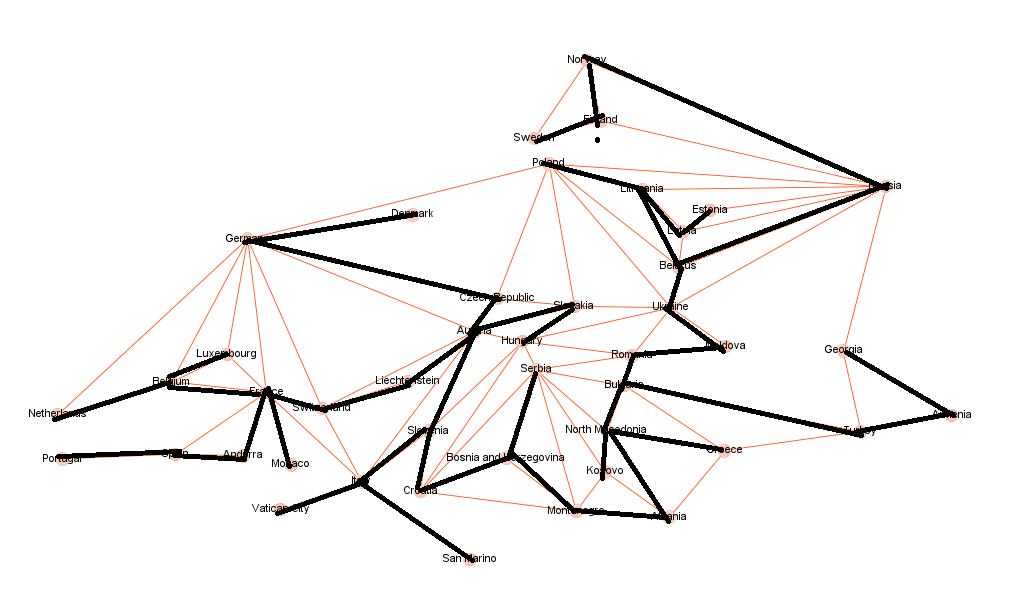 Norway
Finland
Sweden
Poland
Lithuania
Russia
Estonia
Denmark
Latvia
Germany
Belarus
Czech Republic
Slovakia
Ukraine
Austria
Hungary
Moldova
Georgia
Luxembourg
Romania
Serbia
Belgium
Liechtenstein
Bulgaria
France
Netherlands
Switzerland
Armenia
Slovenia
North Macedonia
Turkey
Greece
Portugal
Spain
Andorra
Bosnia and Herzegovina
Monaco
Kosovo
Italy
Croatia
Vatican city
Montenegro
Albania
San Marino